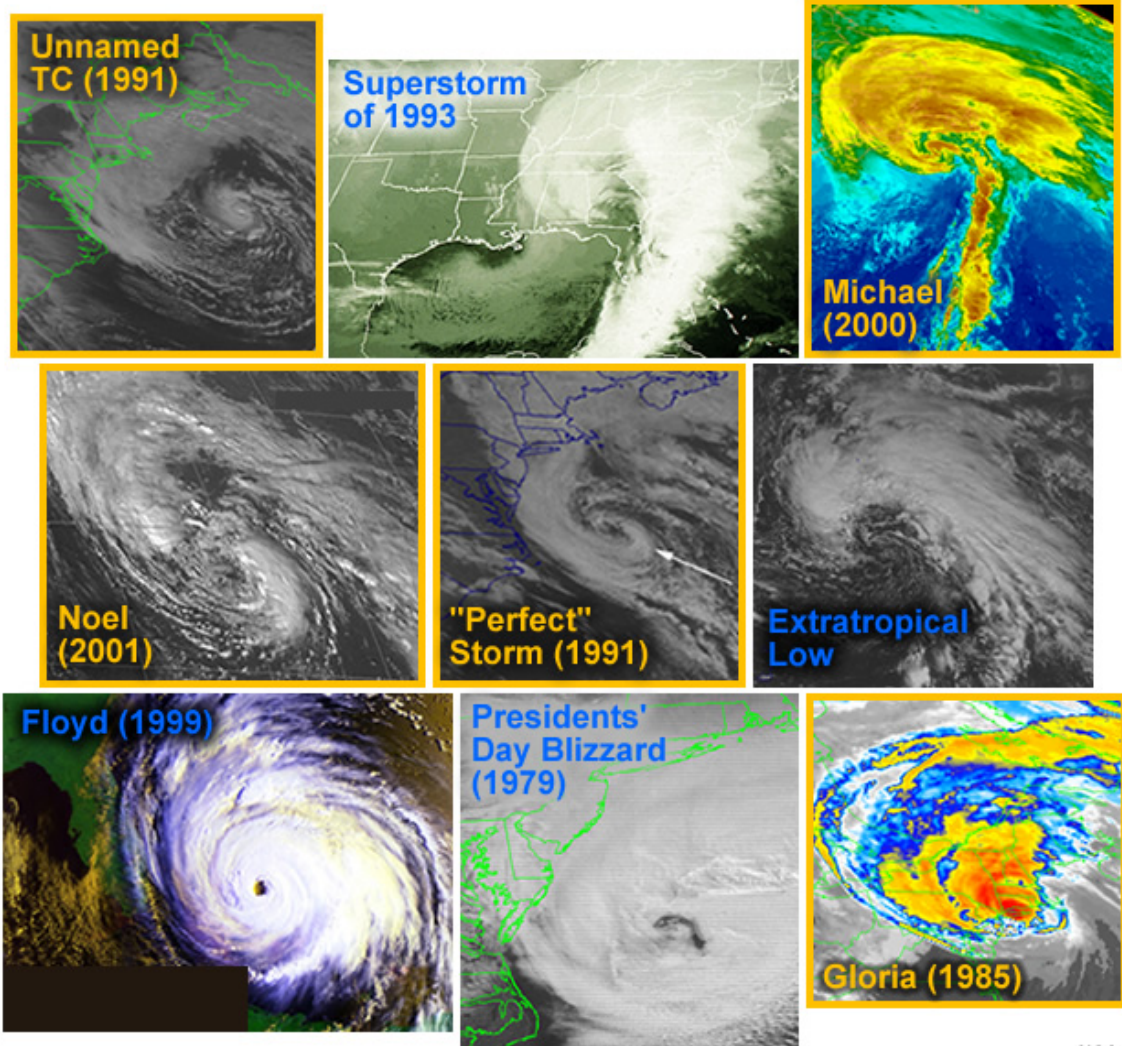 Unnamed
TC (1991)
Superstorm
of 1993
Michael
(2000)
Noel
(2001)
"Perfect"
Storm (1991)
Extratropical
Low
Floyd (1999)
Presidents'
Day Blizzard
(1979)
Gloria (1985)